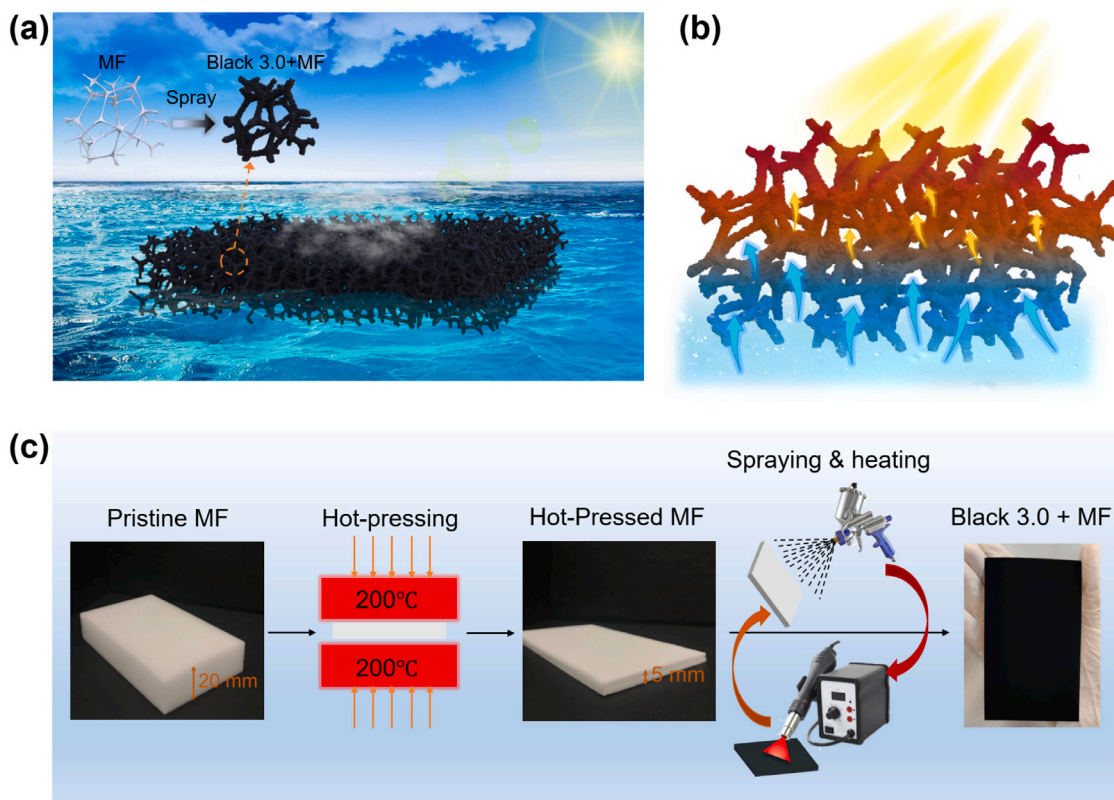 (a)
MF
Black 3.0+MF
Spray
(b)
(c)
Spraying & heating
Pristine MF
Hot-pressing
Hot-Pressed MF
Black 3.0 + MF
200℃
200℃
20 mm
5 mm